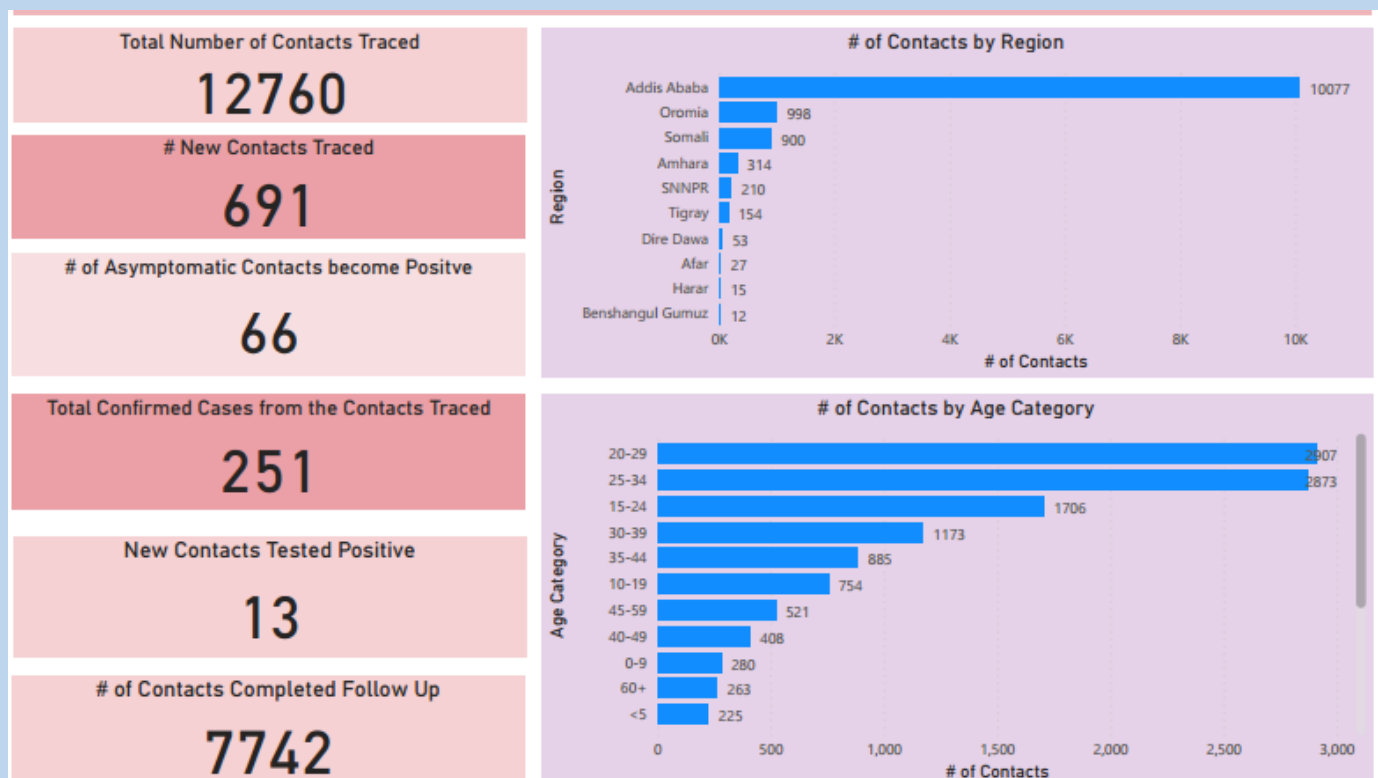 Total Number of Contacts Traced
12760
# New Contacts Traced
691
# of Asymptomatic Contacts become Positve
66
Total Confirmed Cases from the Contacts Traced
251
New Contacts Tested Positive
13
# of Contacts Completed Follow Up
7742
# of Contacts by Region
Region
Addis Ababa 10077
Oromia 998
Somali 900
Amhara 314
SNNPR 210
Tigray 154
Dire Dawa 53
Afar 27
Harar 15
Benshangul Gumuz 12
0K 2K 4K 6K 8K 10K
# of Contacts
# of Contacts by Age Category
Age Category
20-29 2907
25-34 2873
15-24 1706
30-39 1173
35-44 885
10-19 754
45-59 521
40-49 408
0-9 280
60+ 263
<5 225
0 500 1,000 1,500 2,000 2,500 3,000
# of Contacts